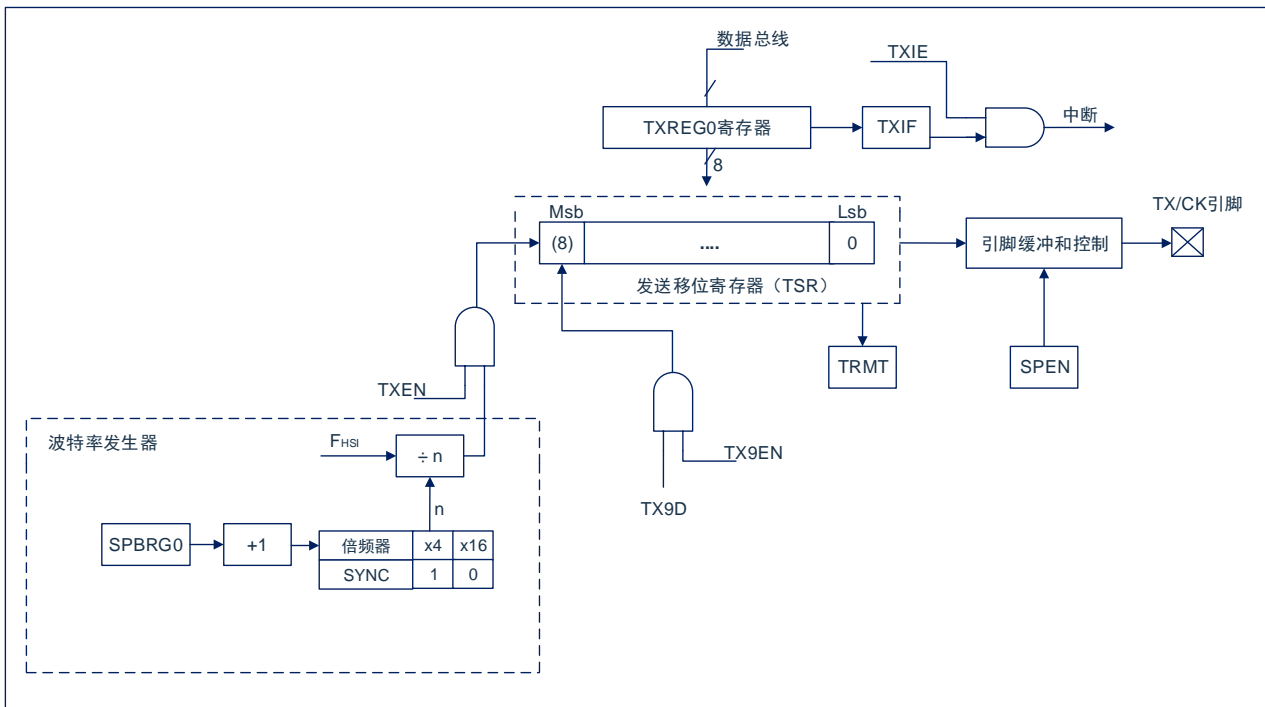 数据总线
TXIE
TXREG0寄存器
TXIF
中断
8
Msb
Lsb
(8)
....
0
发送移位寄存器（TSR）
引脚缓冲和控制
TX/CK引脚
TRMT
SPEN
TXEN
TX9EN
TX9D
波特率发生器
FHSI
÷ n
n
SPBRG0
+1
倍频器 x4 x16
SYNC 1 0